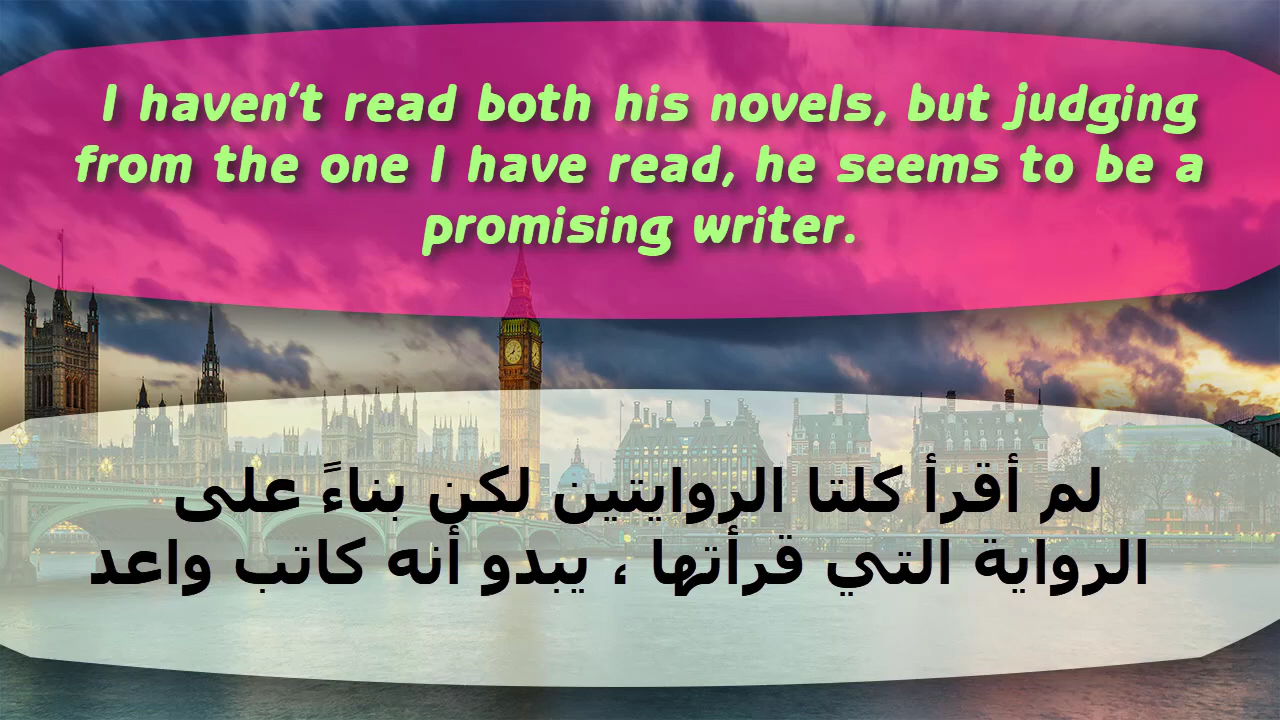 I haven't read both his novels, but judging
from the one I have read, he seems to be a
promising writer.
لم أقرأ كلتا الروايتين لكن بناءً على
الرواية التي قرأتها ، يبدو أنه كاتب واعد